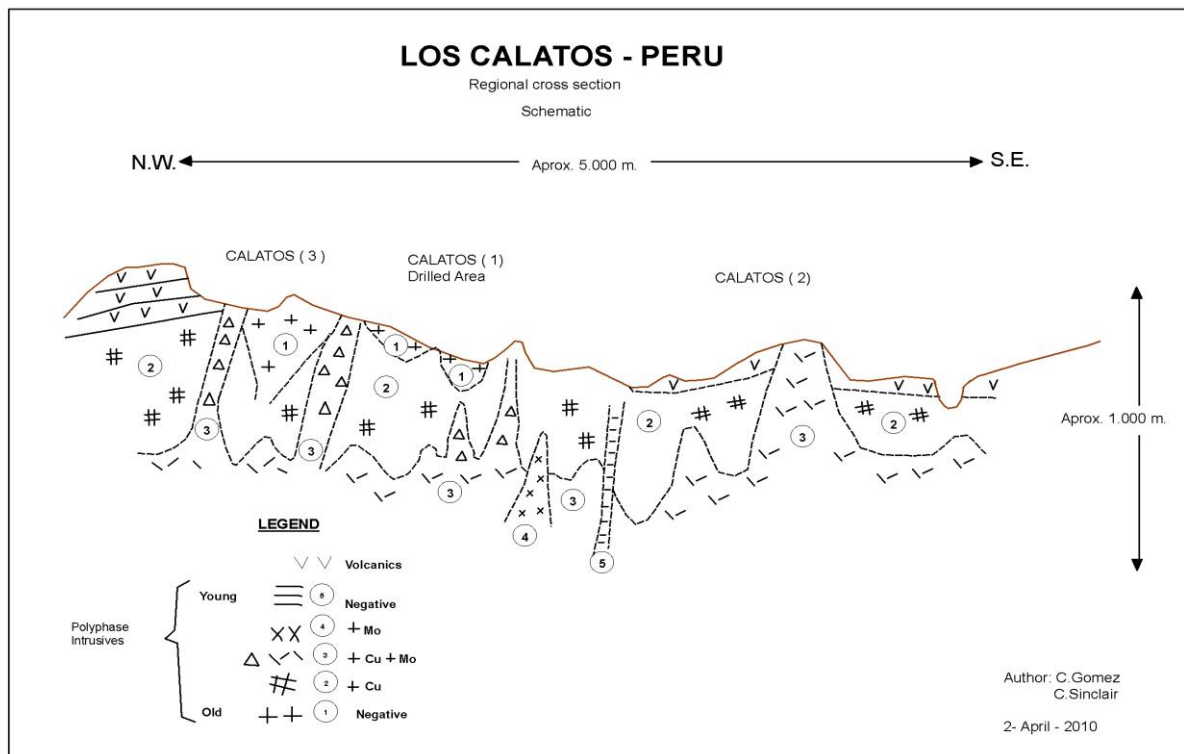 LOS CALATOS - PERU
Regional cross section
Schematic
N.W.
Aprox. 5.000 m.
S.E.
CALATOS ( 3 )
CALATOS ( 1)
Drilled Area
CALATOS ( 2)
1
1
1
2
2
2
2
3
3
3
3
3
4
5
Aprox. 1.000 m.
LEGEND
Volcanics
Young
5
Negative
Polyphase
Intrusives
4
+ Mo
3
+ Cu + Mo
2
+ Cu
Old
1
Negative
Author: C.Gomez
C.Sinclair
2- April - 2010